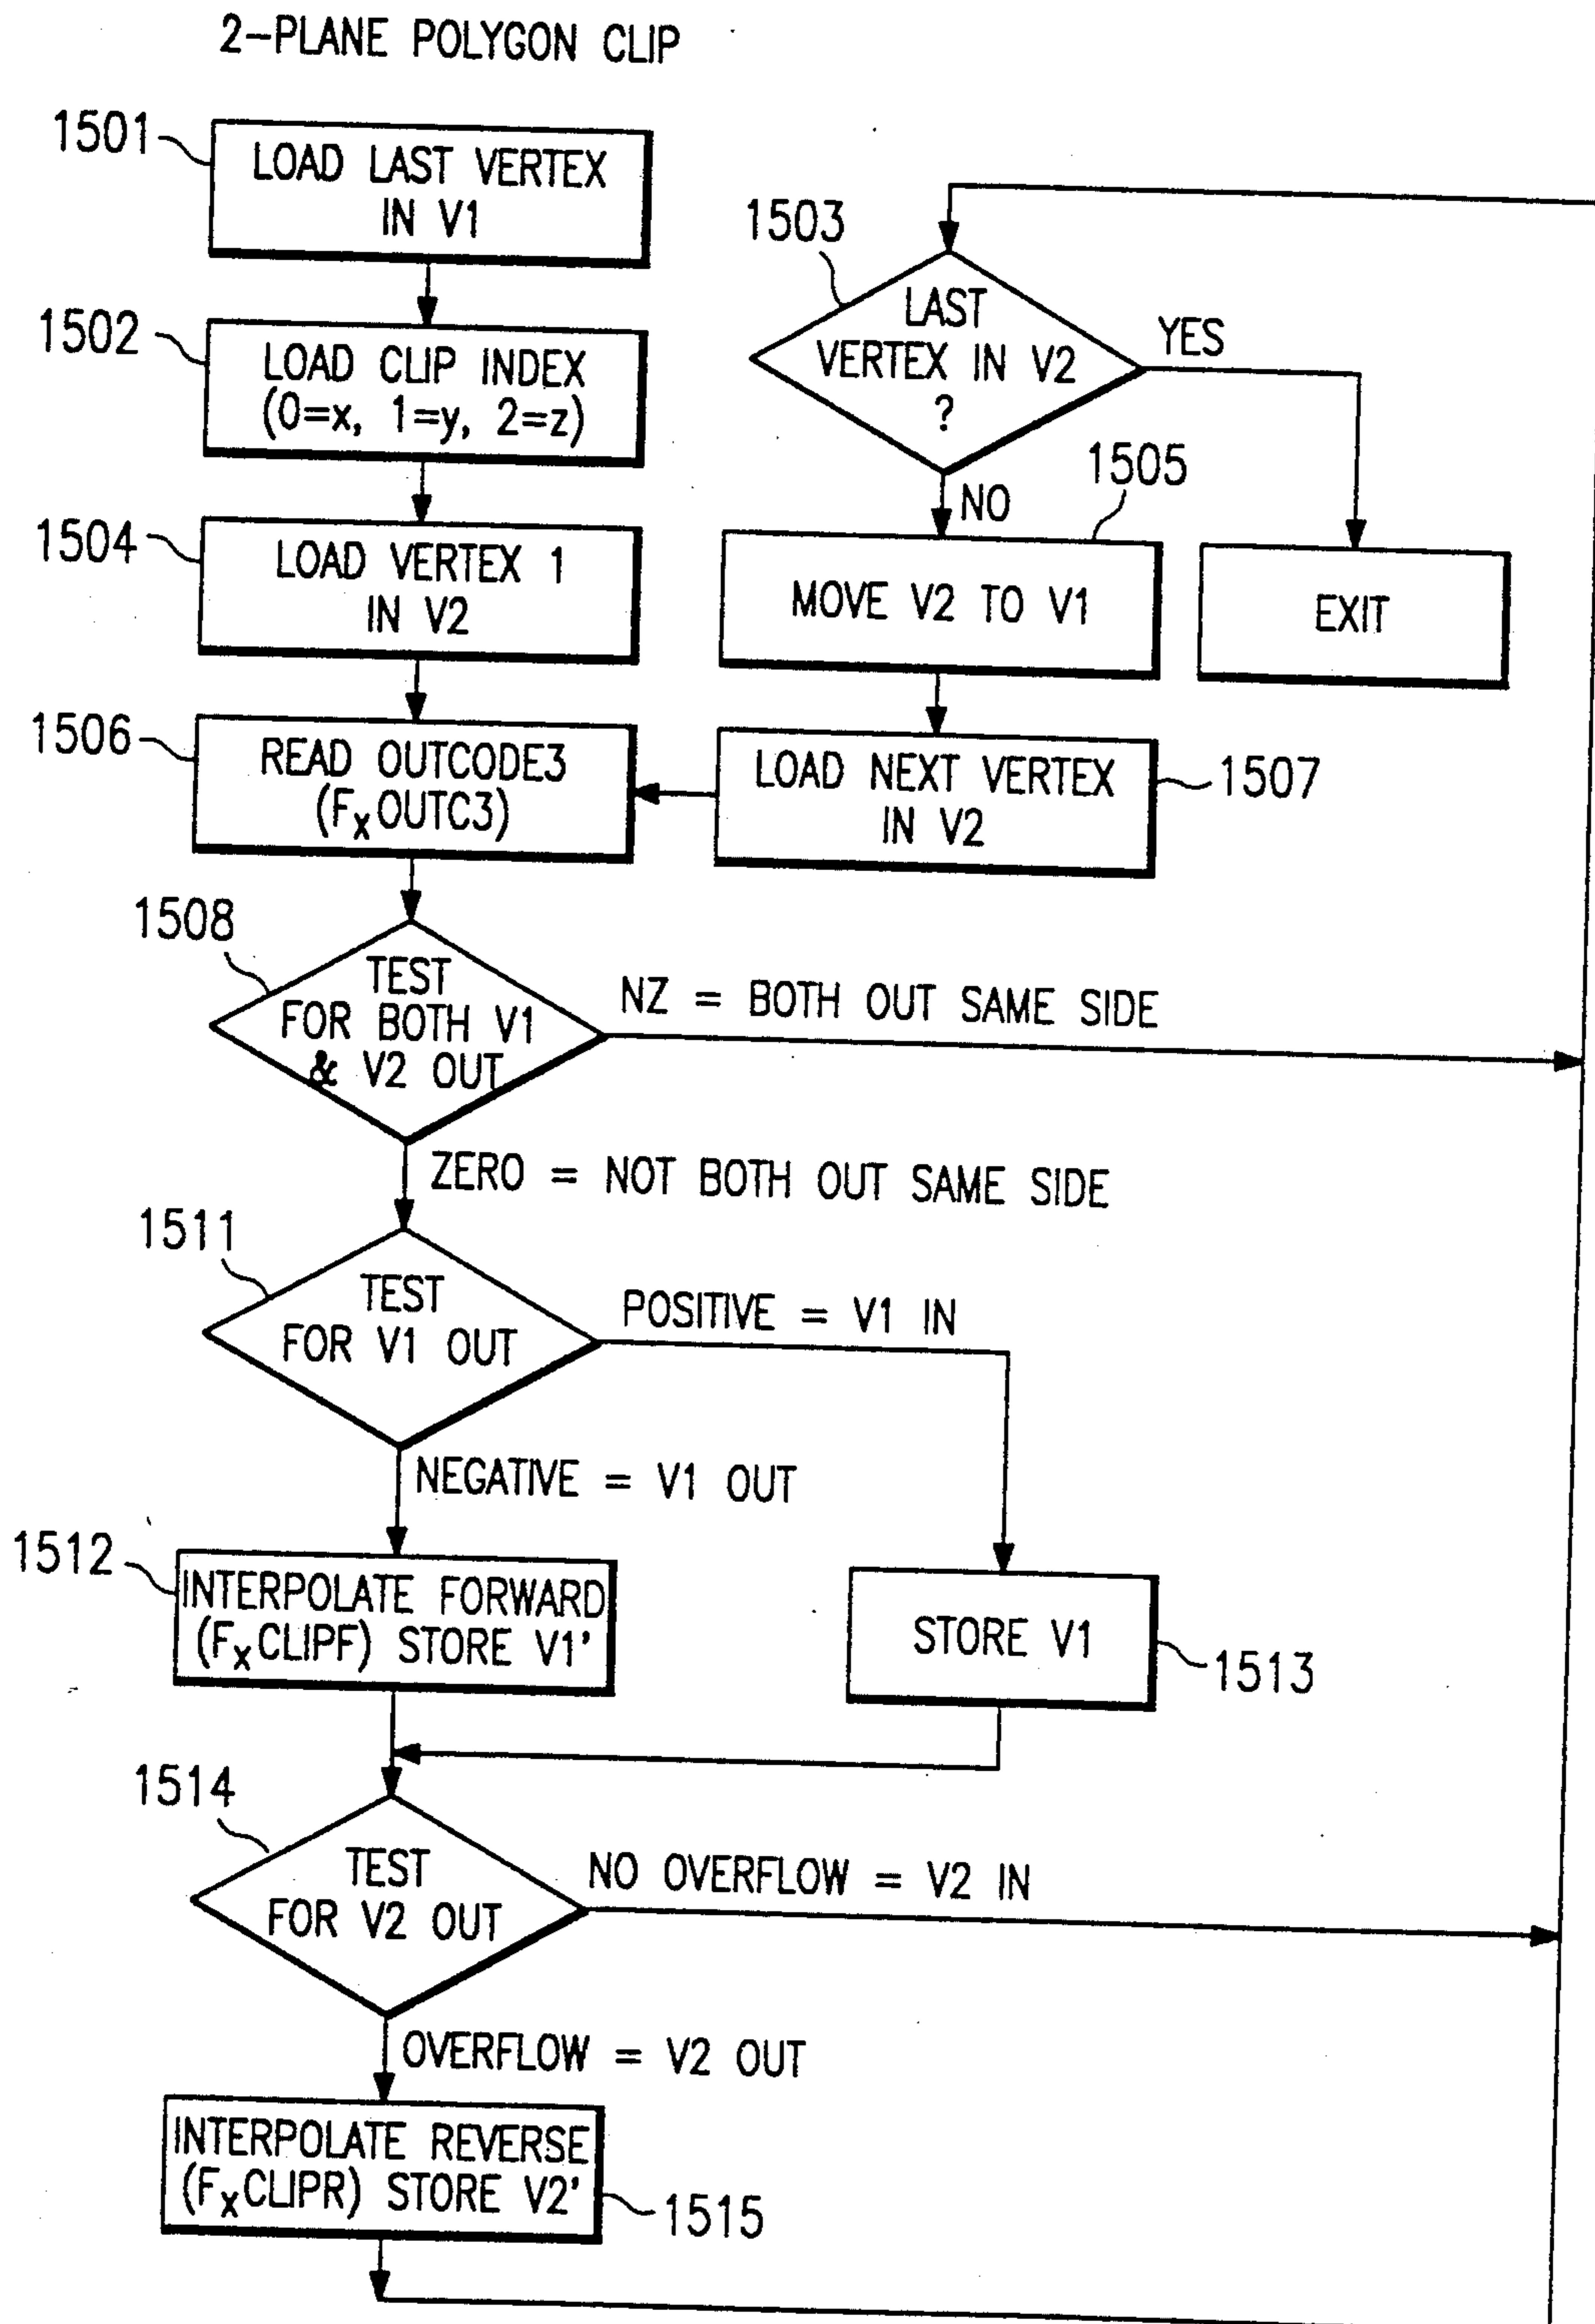 2-PLANE POLYGON CLIP
1501
LOAD LAST VERTEX
IN V1
1502
LOAD CLIP INDEX
(0=x, 1=y, 2=z)
1504
LOAD VERTEX 1
IN V2
1506
READ OUTCODE3
(FxOUTC3)
1503
LAST
VERTEX IN V2
?
YES
NO
1505
MOVE V2 TO V1
EXIT
LOAD NEXT VERTEX
IN V2
1507
1508
TEST
FOR BOTH V1
& V2 OUT
NZ = BOTH OUT SAME SIDE
ZERO = NOT BOTH OUT SAME SIDE
1511
TEST
FOR V1 OUT
POSITIVE = V1 IN
NEGATIVE = V1 OUT
1512
INTERPOLATE FORWARD
(FxCLIPF) STORE V1'
STORE V1
1513
1514
TEST
FOR V2 OUT
NO OVERFLOW = V2 IN
OVERFLOW = V2 OUT
INTERPOLATE REVERSE
(FxCLIPR) STORE V2'
1515